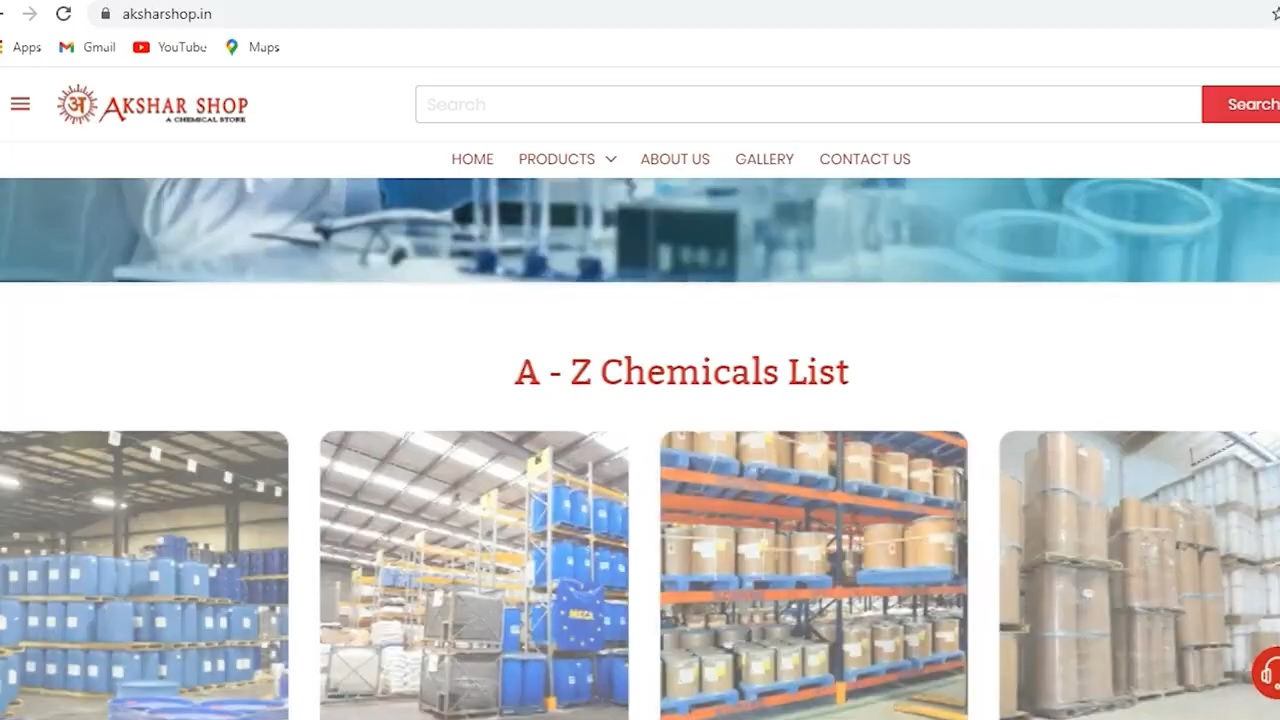 aksharshop.in
Apps Gmail YouTube Maps
अ AKSHAR SHOP
A CHEMICAL STORE
Search Search
HOME PRODUCTS ABOUT US GALLERY CONTACT US
A - Z Chemicals List